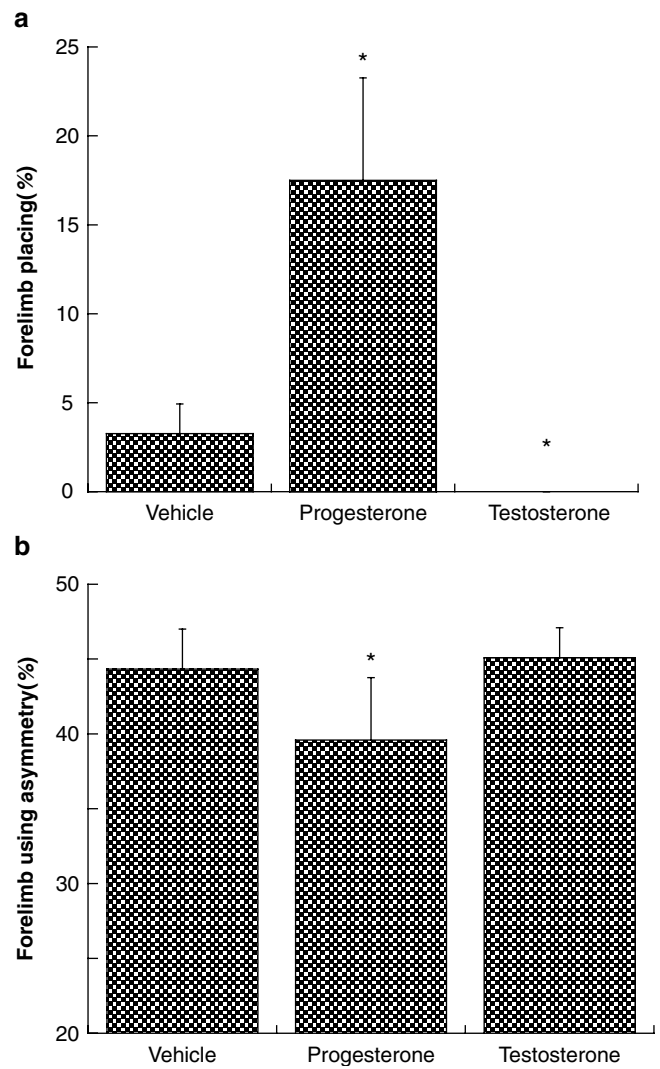 a
Forelimb placing(%)
25
20
15
10
5
0
*
*
Vehicle Progesterone Testosterone
b
Forelimb using asymmetry(%)
50
40
30
20
*
Vehicle Progesterone Testosterone